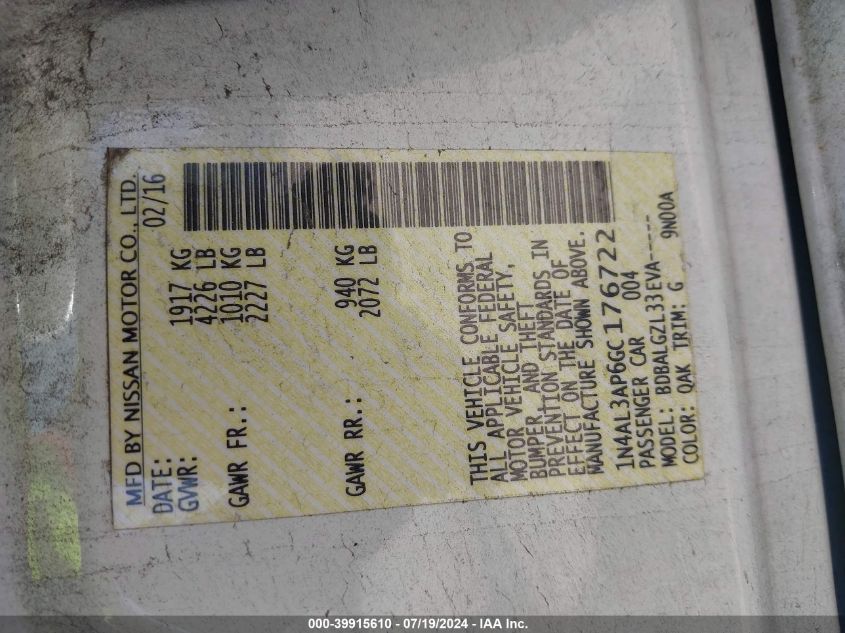 MFD BY NISSAN MOTOR CO., LTD.
DATE: 02/16
GVWR: 1917 KG
4226 LB
GAWR FR.: 1010 KG
2227 LB
GAWR RR.: 940 KG
2072 LB
THIS VEHICLE CONFORMS TO
ALL APPLICABLE FEDERAL
MOTOR VEHICLE SAFETY,
BUMPER, AND THEFT
PREVENTION STANDARDS IN
EFFECT ON THE DATE OF
MANUFACTURE SHOWN ABOVE.
1N4AL3AP6GC176722
PASSENGER CAR 004
MODEL: BDBALGZL33EVA-----
COLOR: QAK TRIM: G 9N00A
000-39915610 - 07/19/2024 - IAA Inc.